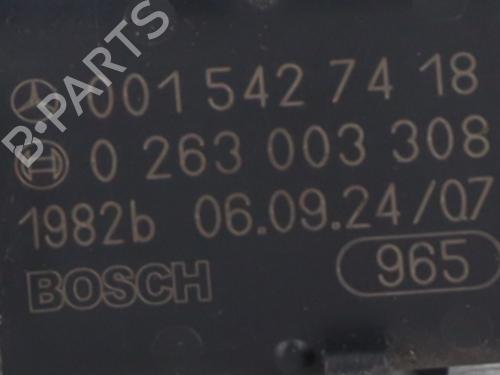 B-PARTS
001 542 74 18
0 263 003 308
1982b 06.09.24/07
BOSCH 965